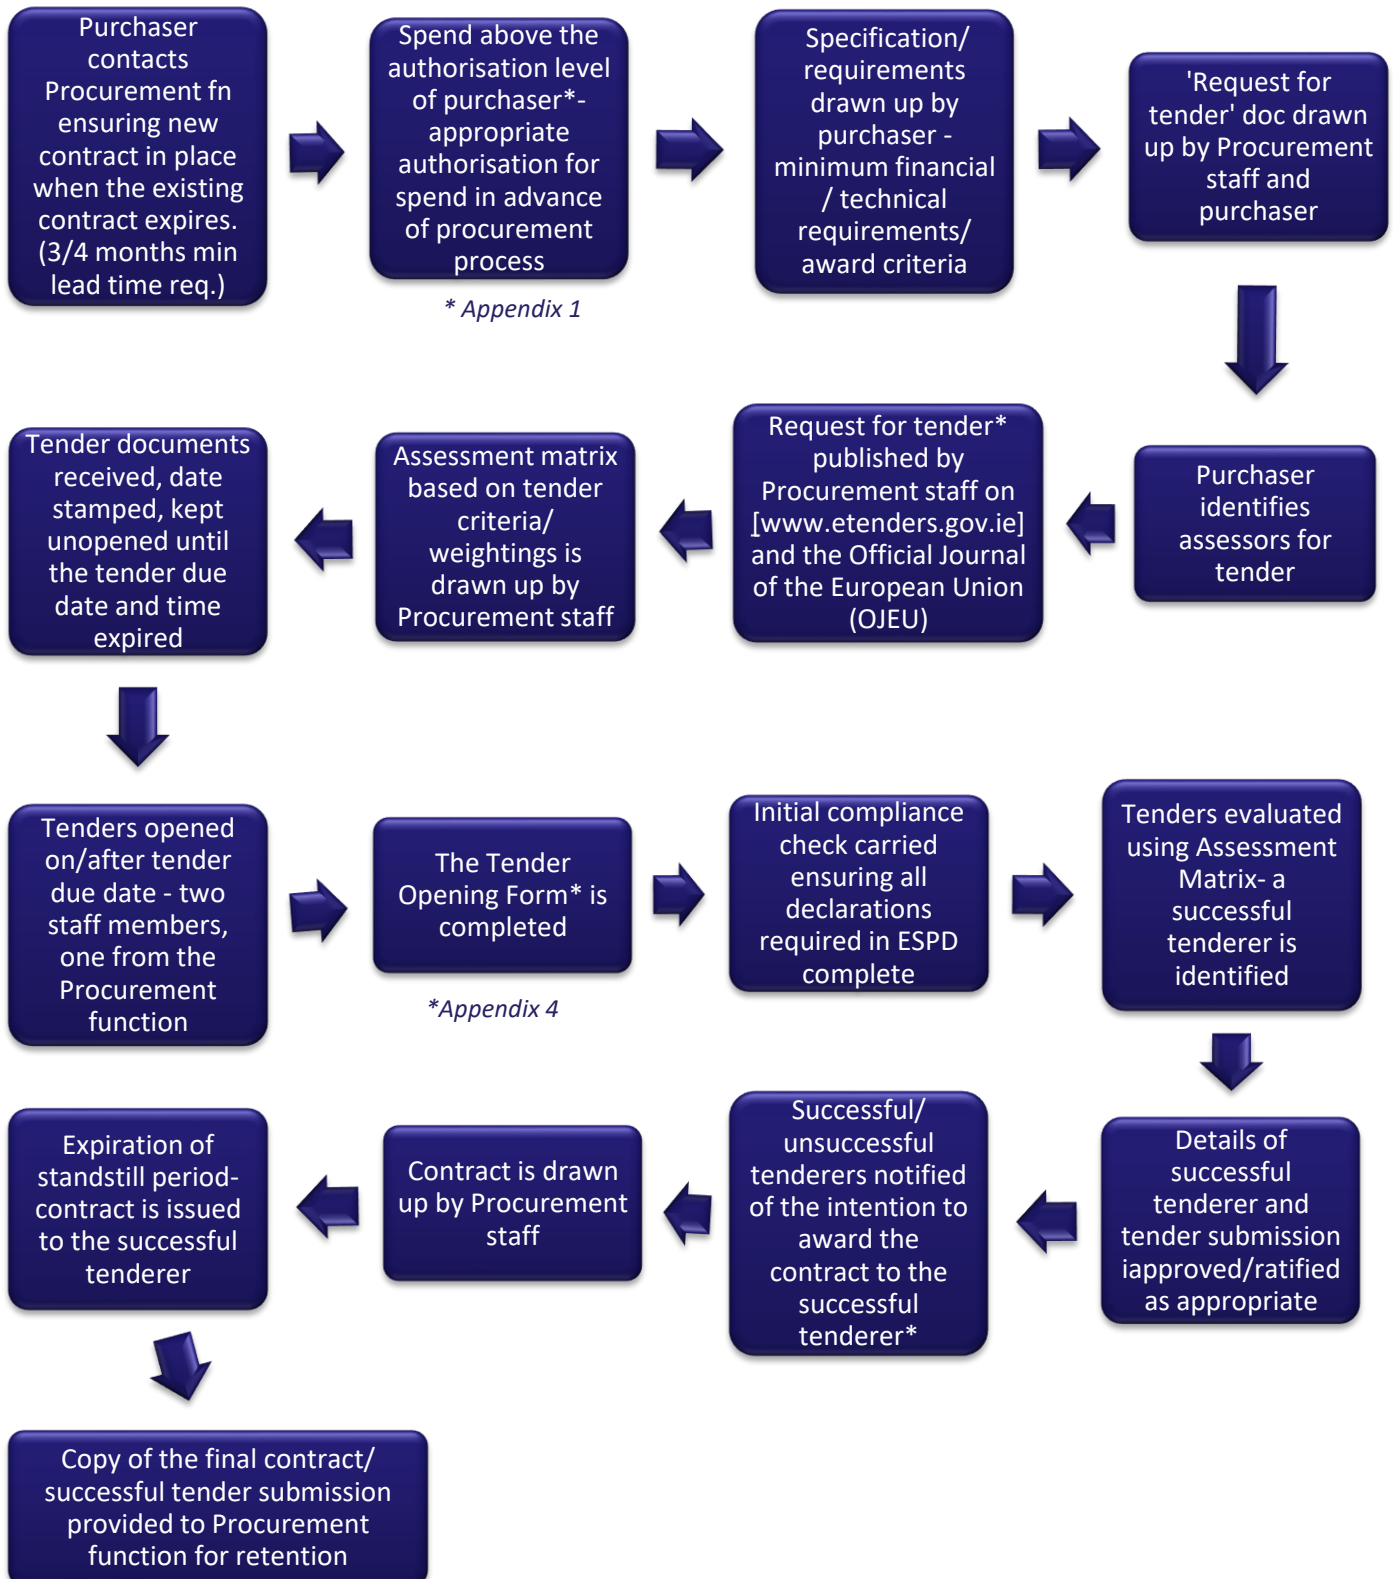 Purchaser
contacts
Procurement fn
ensuring new
contract in place
when the existing
contract expires.
(3/4 months min
lead time req.)
Spend above the
authorisation level
of purchaser*-
appropriate
authorisation for
spend in advance
of procurement
process
* Appendix 1
Specification/
requirements
drawn up by
purchaser -
minimum financial
/ technical
requirements/
award criteria
'Request for
tender' doc drawn
up by Procurement
staff and
purchaser
Purchaser
identifies
assessors for
tender
Request for tender*
published by
Procurement staff on
[www.etenders.gov.ie]
and the Official Journal
of the European Union
(OJEU)
Assessment matrix
based on tender
criteria/
weightings is
drawn up by
Procurement staff
Tender documents
received, date
stamped, kept
unopened until
the tender due
date and time
expired
Tenders opened
on/after tender
due date - two
staff members,
one from the
Procurement
function
The Tender
Opening Form* is
completed
*Appendix 4
Initial compliance
check carried
ensuring all
declarations
required in ESPD
complete
Tenders evaluated
using Assessment
Matrix- a
successful
tenderer is
identified
Details of
successful
tenderer and
tender submission
iapproved/ratified
as appropriate
Successful/
unsuccessful
tenderers notified
of the intention to
award the
contract to the
successful
tenderer*
Contract is drawn
up by Procurement
staff
Expiration of
standstill period-
contract is issued
to the successful
tenderer
Copy of the final contract/
successful tender submission
provided to Procurement
function for retention